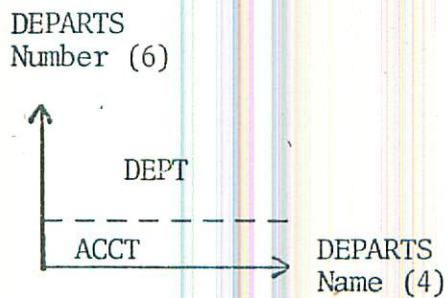 DEPARTS
Number (6)
DEPT
ACCT
DEPARTS
Name (4)